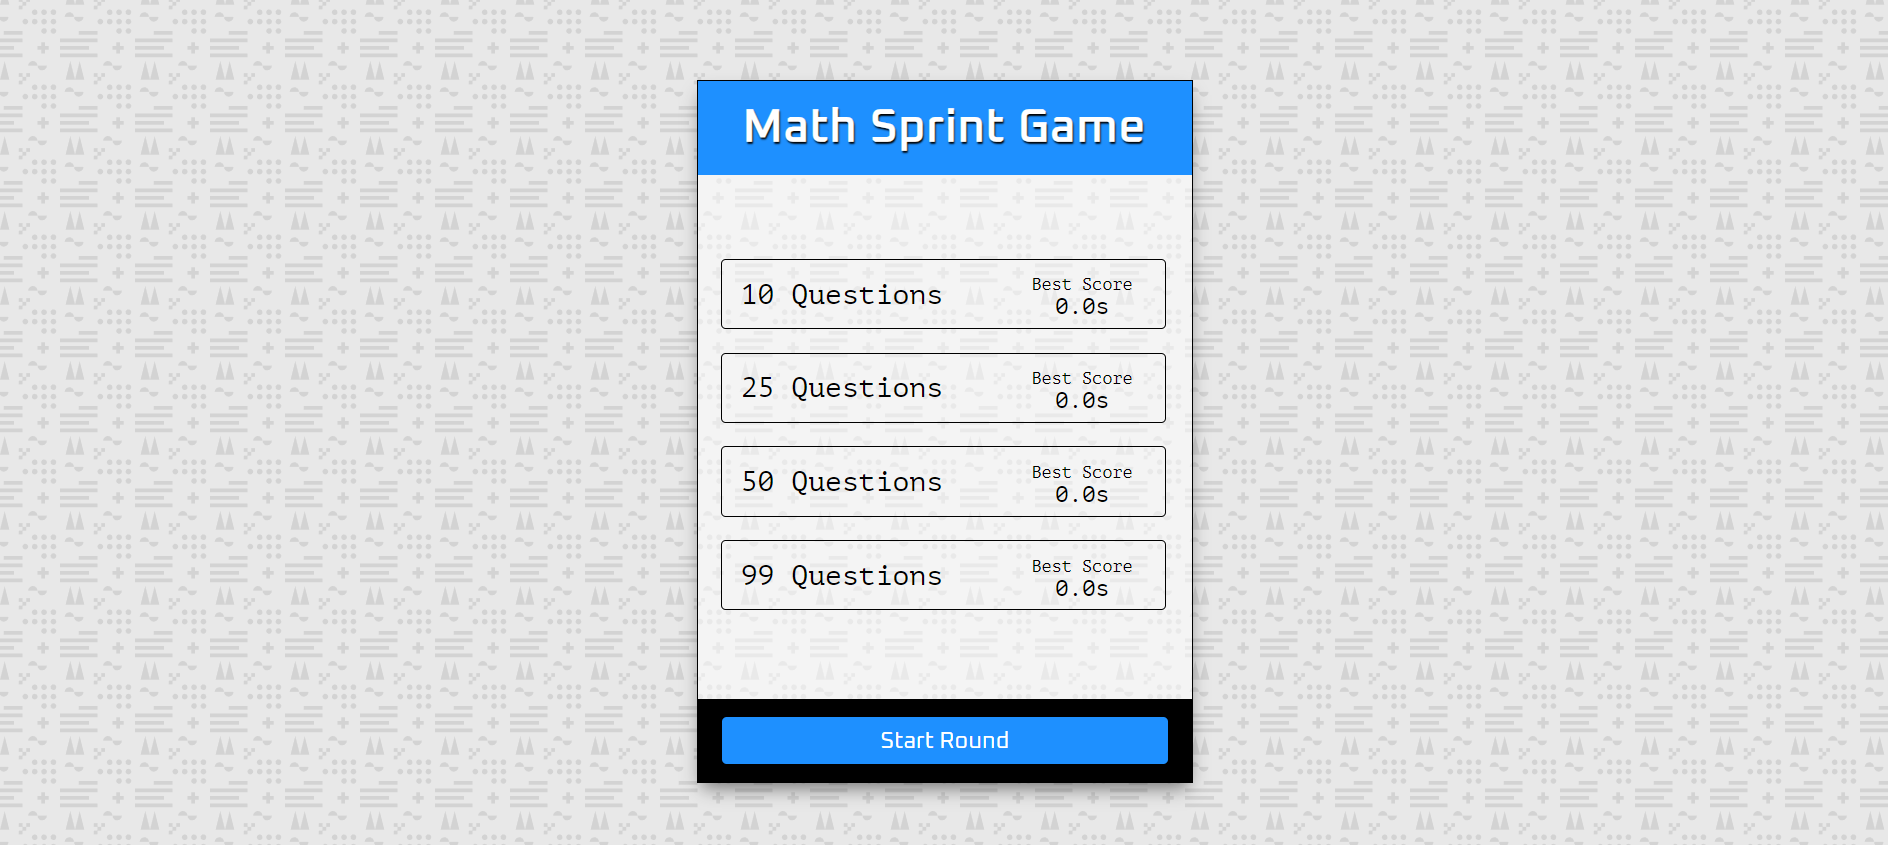 Math Sprint Game
10 Questions
Best Score
0.0s
25 Questions
Best Score
0.0s
50 Questions
Best Score
0.0s
99 Questions
Best Score
0.0s
Start Round